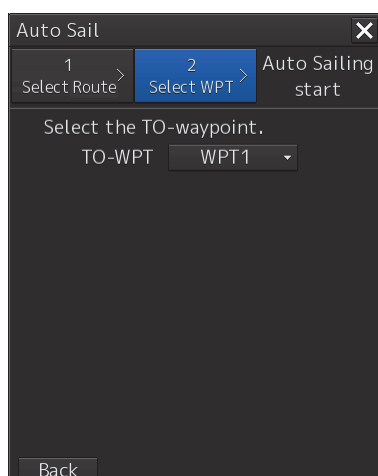 Auto Sail
1
Select Route
2
Select WPT
Auto Sailing
start
Select the TO-waypoint.
TO-WPT WPT1
Back